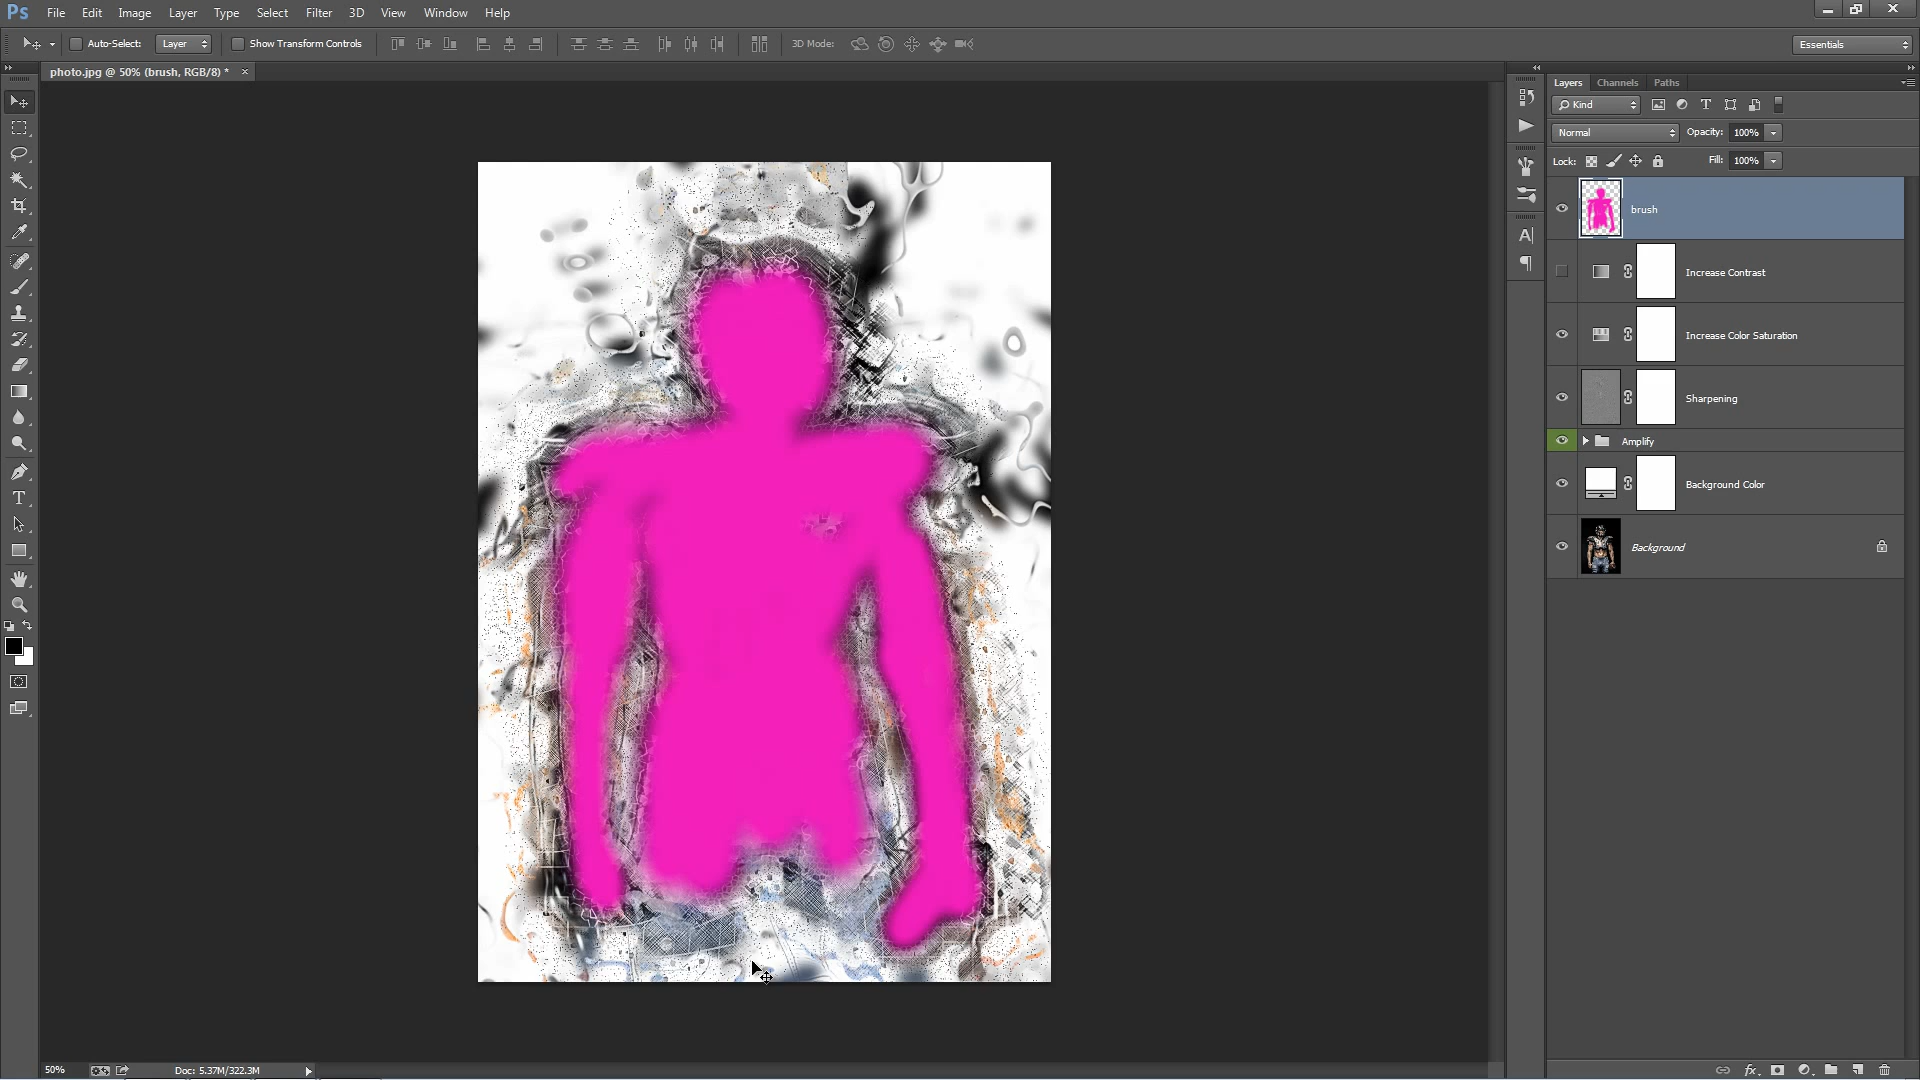 Ps File Edit Image Layer Type Select Filter 3D View Window Help
Auto-Select: Layer Show Transform Controls 3D Mode: Essentials
photo.jpg @ 50% (brush, RGB/8) * ×
Layers Channels Paths
Kind T
Normal Opacity: 100%
Lock: Fill: 100%
brush
Increase Contrast
Increase Color Saturation
Sharpening
Amplify
Background Color
Background
A
T
50% Doc: 5.37M/322.3M
fx